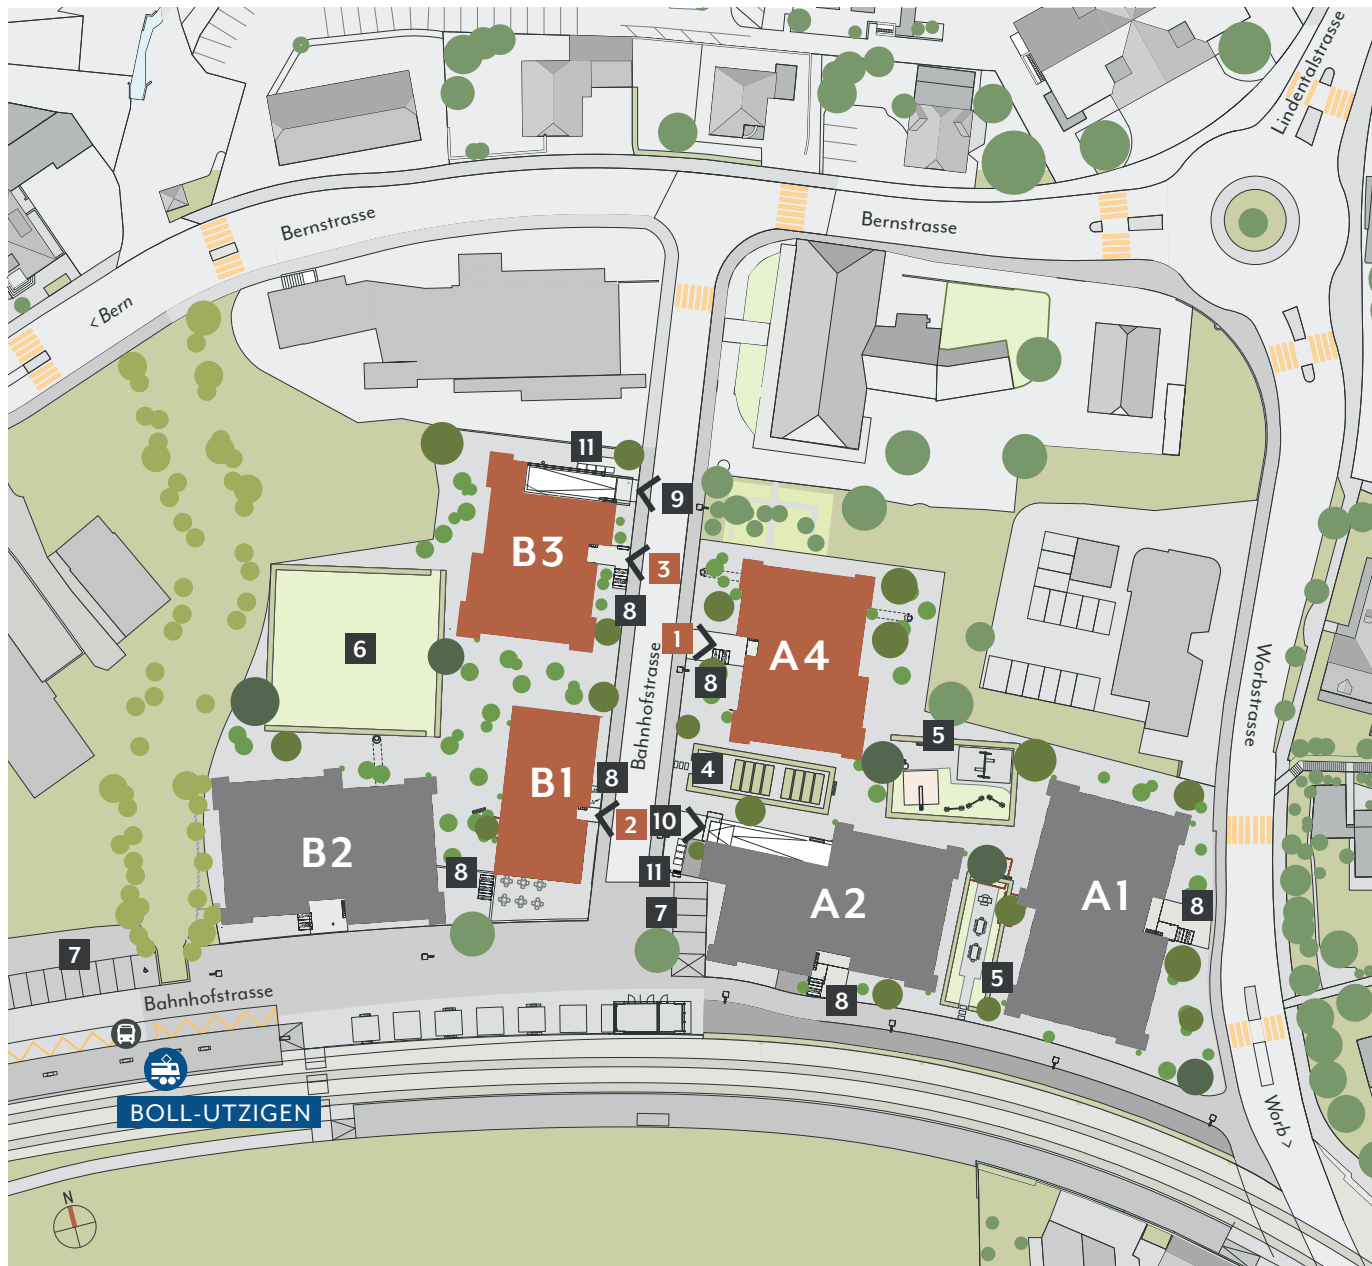 Lindentalstrasse
Bernstrasse
Bernstrasse
< Bern
11
9
B3
3
8
1
6
A4
8
Bahnhofstrasse
Worbstrasse
5
4
8
B1
2
10
B2
8
11
A2
A1
8
7
7
5
8
Bahnhofstrasse
BOLL-UTZIGEN
Worb >
N